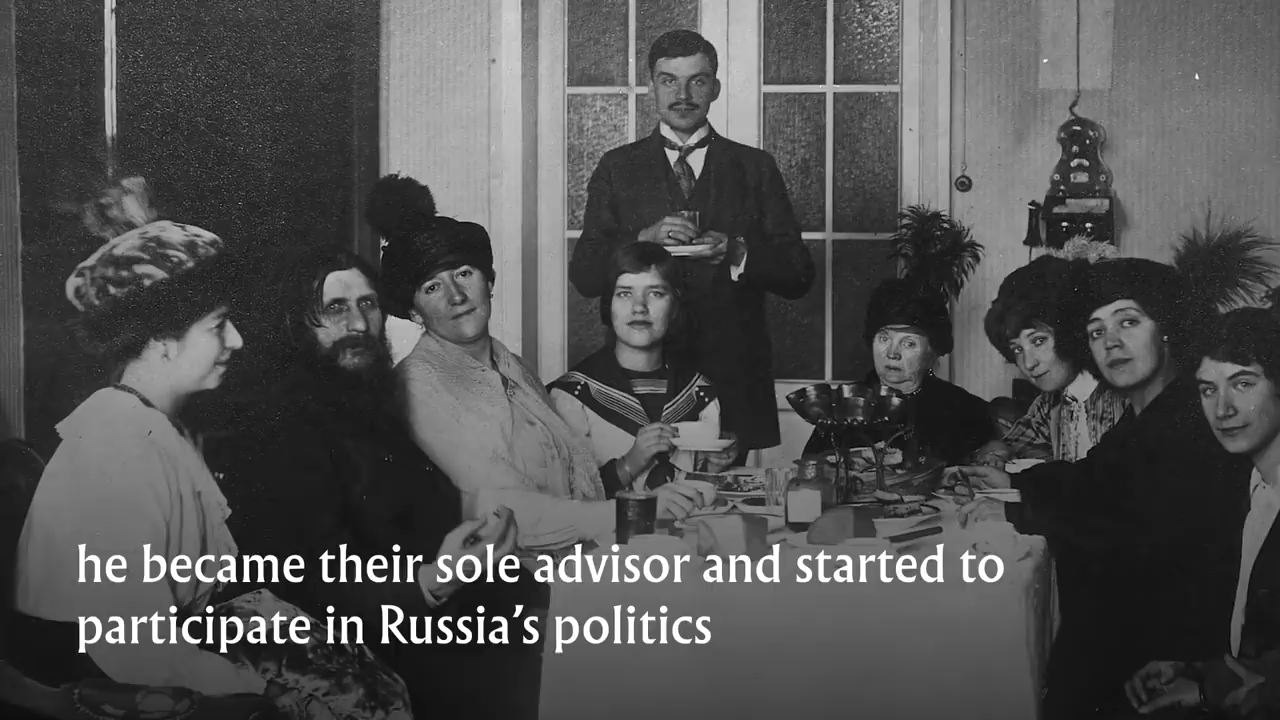 he became their sole advisor and started to
participate in Russia’s politics